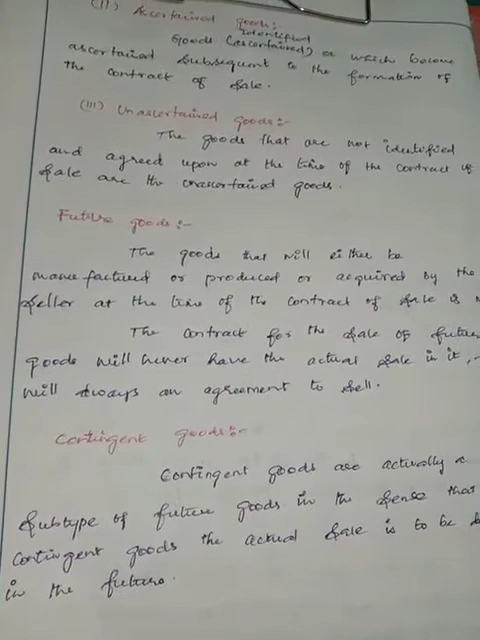 (ii) Ascertained goods:-
identified
Goods (ascertained) or which become
ascertained subsequent to the formation of
the contract of sale.
(iii) Unascertained goods:-
The goods that are not identified
and agreed upon at the time of the contract of
sale are the unascertained goods.
Future goods:-
The goods that will either be
manufactured or produced or acquired by the
seller at the time of the contract of sale is
The contract for the sale of future
goods will never have the actual sale in it,
will always an agreement to sell.
Contingent goods:-
Contingent goods are actually a
subtype of future goods in the sense that
contingent goods the actual sale is to be
in the future.